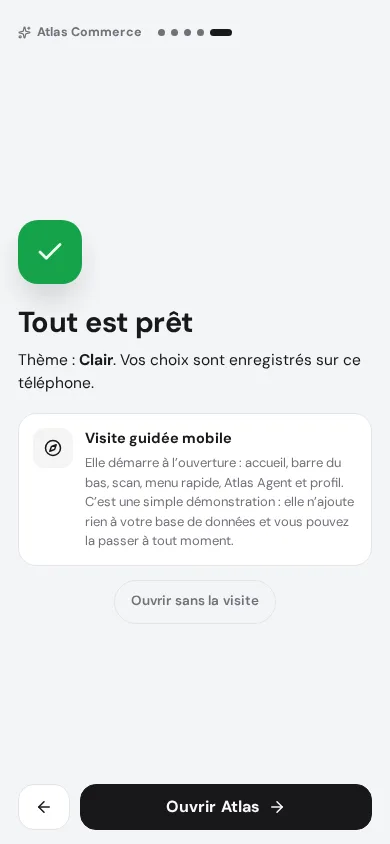 Atlas Commerce
Tout est prêt
Thème : Clair. Vos choix sont enregistrés sur ce
téléphone.
Visite guidée mobile
Elle démarre à l’ouverture : accueil, barre du
bas, scan, menu rapide, Atlas Agent et profil.
C’est une simple démonstration : elle n’ajoute
rien à votre base de données et vous pouvez
la passer à tout moment.
Ouvrir sans la visite
Ouvrir Atlas